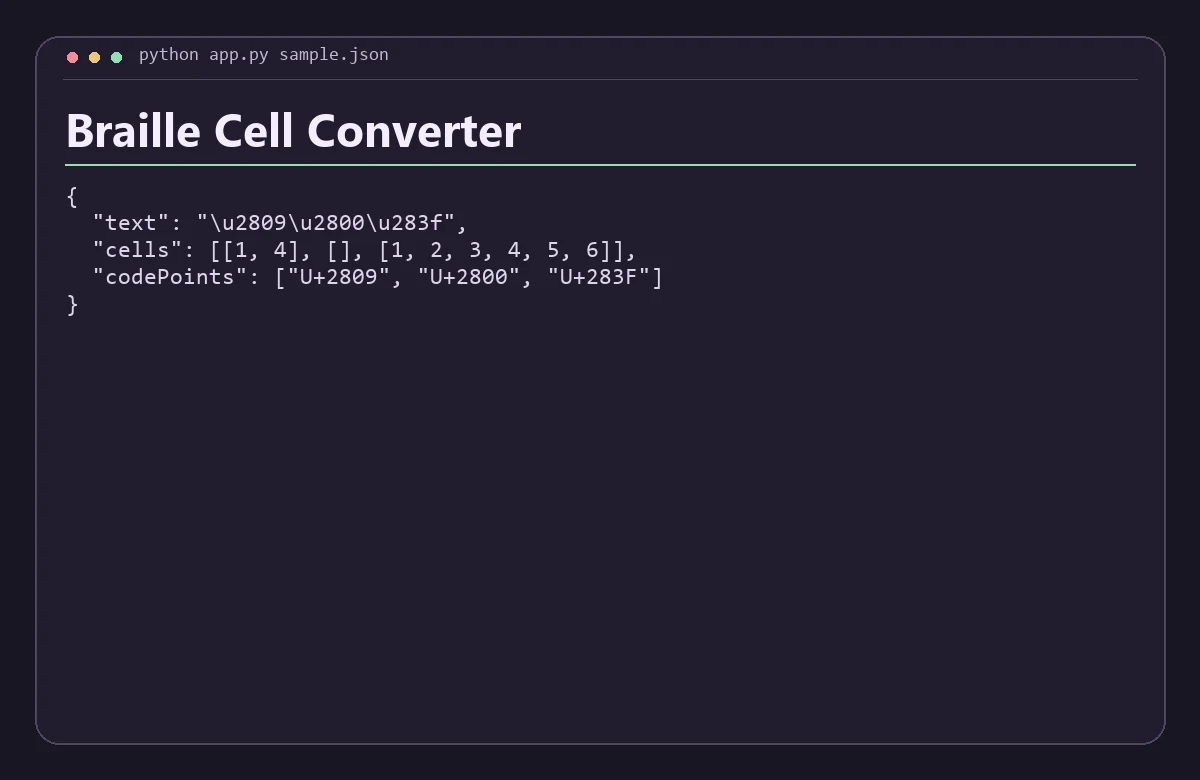 python app.py sample.json
Braille Cell Converter
{
  "text": "\u2809\u2800\u283f",
  "cells": [[1, 4], [], [1, 2, 3, 4, 5, 6]],
  "codePoints": ["U+2809", "U+2800", "U+283F"]
}